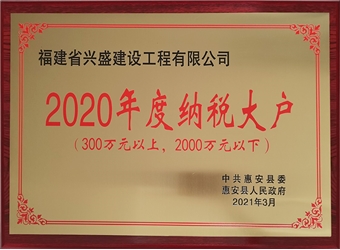 福建省兴盛建设工程有限公司
2020年度纳税大户
（300万元以上，2000万元以下）
中共惠安县委
惠安县人民政府
2021年3月